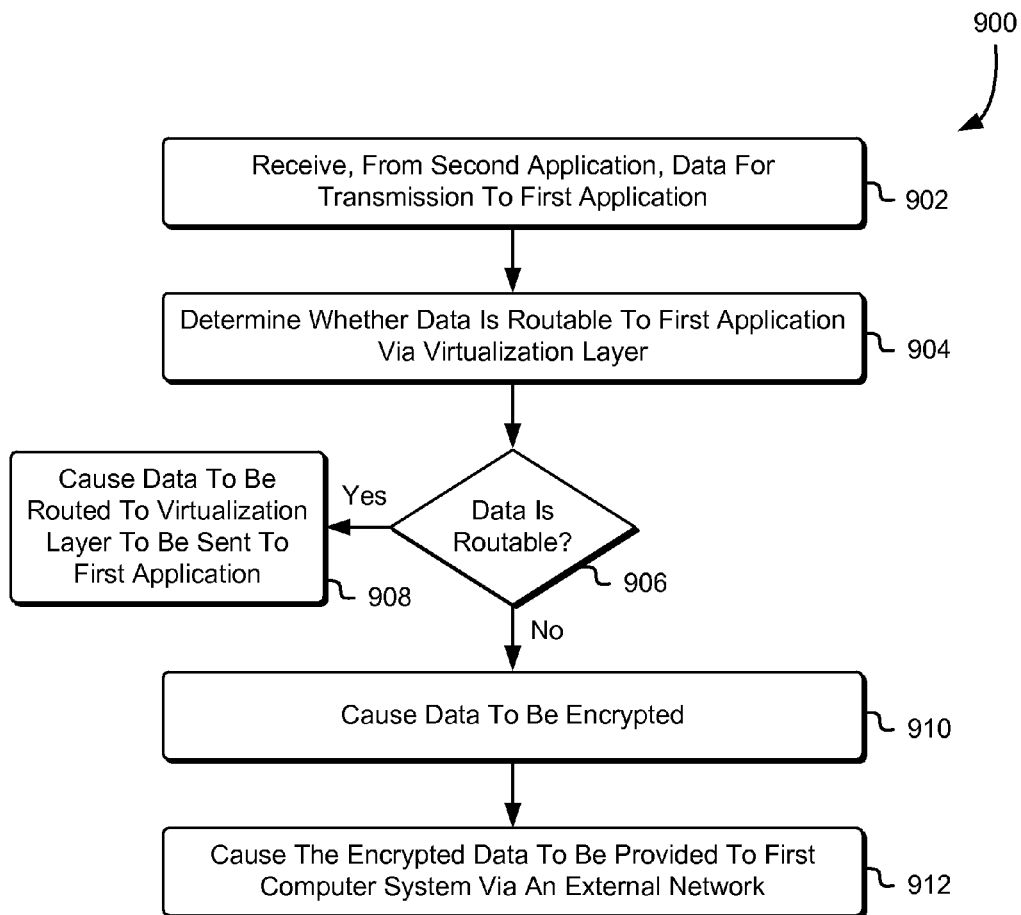 900
Receive, From Second Application, Data For
Transmission To First Application
902
Determine Whether Data Is Routable To First Application
Via Virtualization Layer
904
Cause Data To Be
Routed To Virtualization
Layer To Be Sent To
First Application
908
Yes
Data Is
Routable?
906
No
Cause Data To Be Encrypted
910
Cause The Encrypted Data To Be Provided To First
Computer System Via An External Network
912